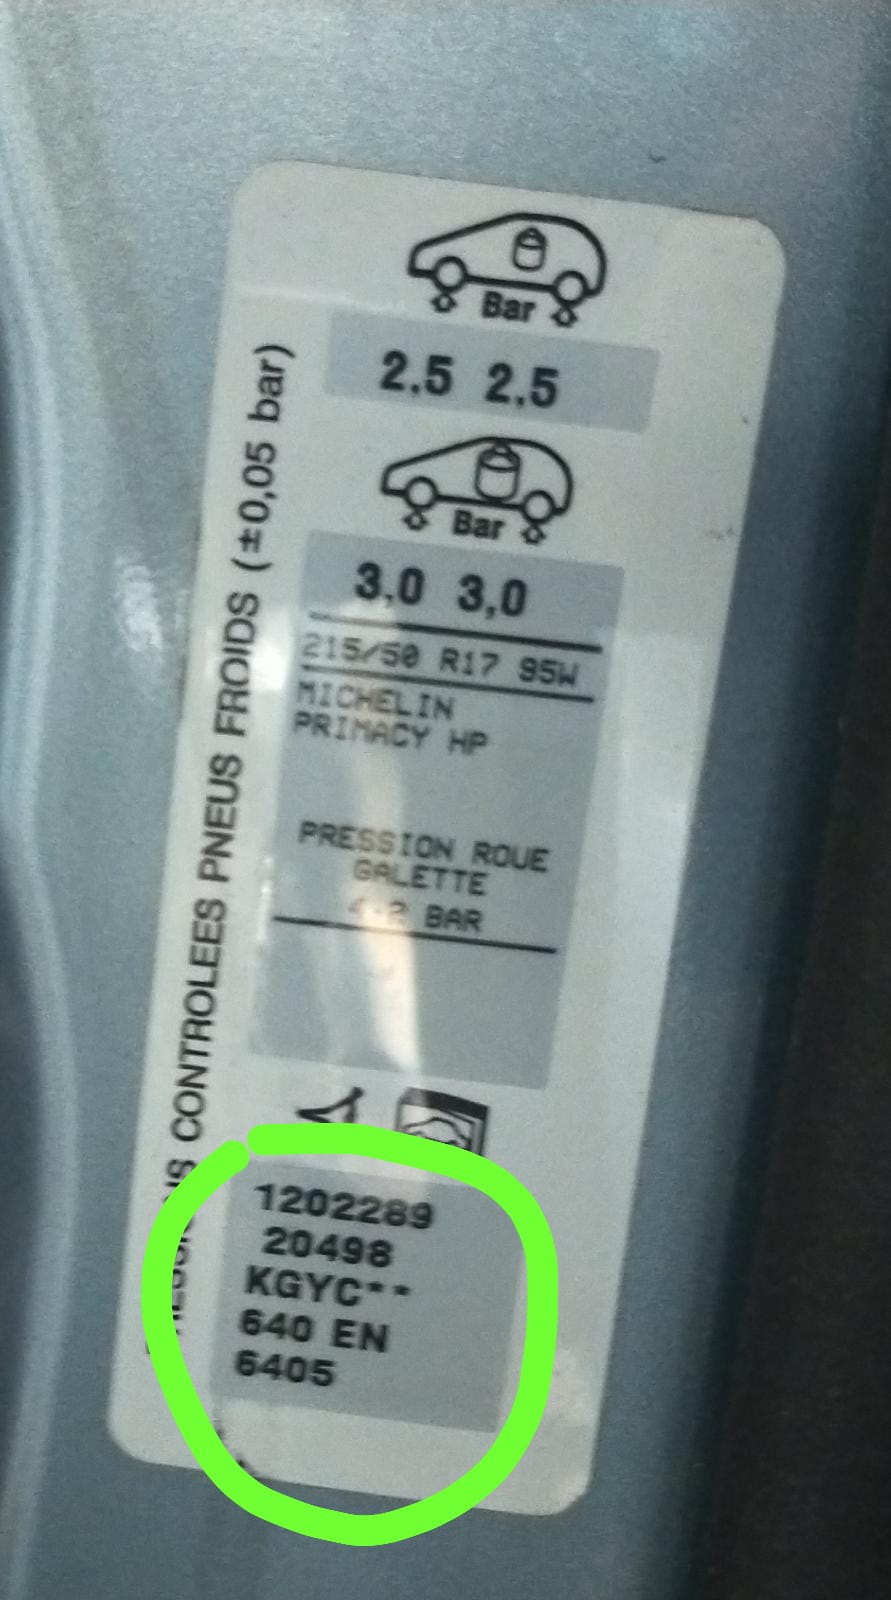 Bar
2.5 2.5
Bar
3.0 3,0
215/50 R17 95W
MICHELIN
PRIMACY HP
PRESSION ROUE
GALETTE
BAR
CONTROLEES PNEUS FROIDS (±0,05 bar)
1202289
20498
KGYC**
640 EN
6405